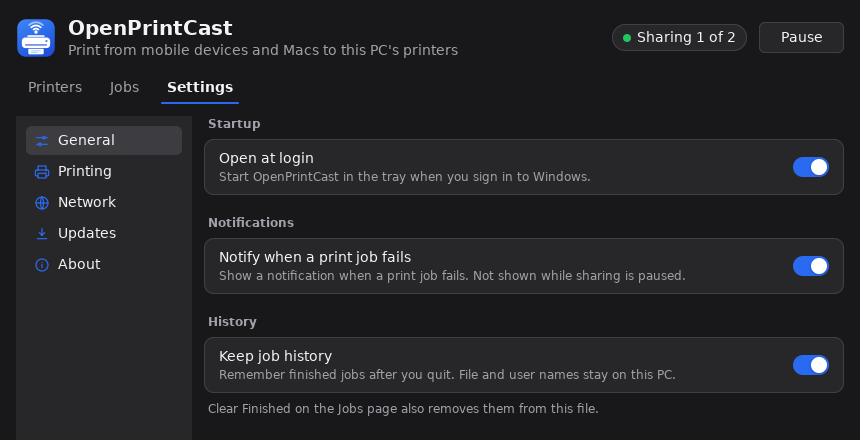 OpenPrintCast
Print from mobile devices and Macs to this PC's printers
Sharing 1 of 2
Pause
Printers
Jobs
Settings
General
Printing
Network
Updates
About
Startup
Open at login
Start OpenPrintCast in the tray when you sign in to Windows.
Notifications
Notify when a print job fails
Show a notification when a print job fails. Not shown while sharing is paused.
History
Keep job history
Remember finished jobs after you quit. File and user names stay on this PC.
Clear Finished on the Jobs page also removes them from this file.